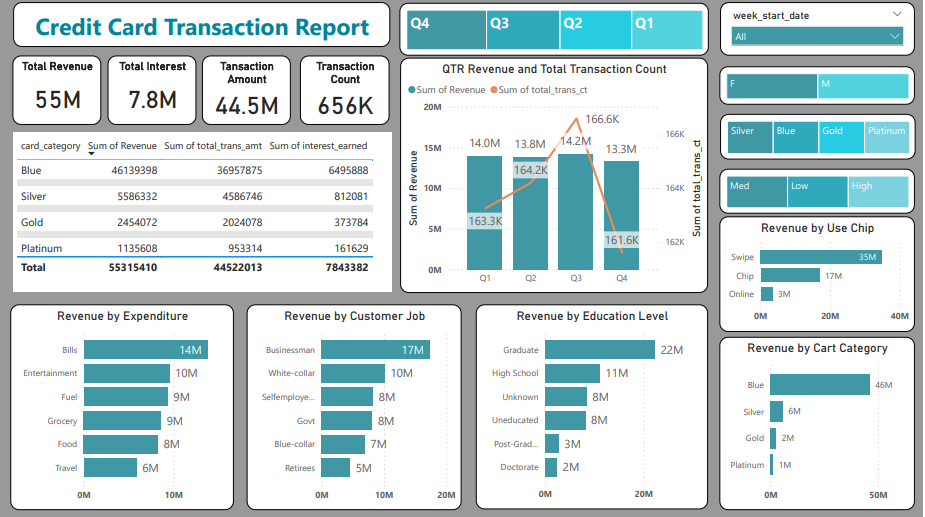 Credit Card Transaction Report
Q4 Q3 Q2 Q1
week_start_date
All
Total Revenue
55M
Total Interest
7.8M
Tansaction Amount
44.5M
Transaction Count
656K
F M
Silver Blue Gold Platinum
Med Low High
card_category Sum of Revenue Sum of total_trans_amt Sum of interest_earned
Blue 46139398 36957875 6495888
Silver 5586332 4586746 812081
Gold 2454072 2024078 373784
Platinum 1135608 953314 161629
Total 55315410 44522013 7843382
QTR Revenue and Total Transaction Count
Sum of Revenue Sum of total_trans_ct
Sum of Revenue
20M
15M
10M
5M
0M
14.0M 13.8M 14.2M 13.3M
163.3K 164.2K 166.6K 161.6K
Q1 Q2 Q3 Q4
166K
164K
162K
Sum of total_trans_ct
Revenue by Use Chip
Swipe 35M
Chip 17M
Online 3M
0M 20M 40M
Revenue by Expenditure
Bills 14M
Entertainment 10M
Fuel 9M
Grocery 9M
Food 8M
Travel 6M
0M 10M
Revenue by Customer Job
Businessman 17M
White-collar 10M
Selfemploye... 8M
Govt 8M
Blue-collar 7M
Retirees 5M
0M 10M 20M
Revenue by Education Level
Graduate 22M
High School 11M
Unknown 8M
Uneducated 8M
Post-Grad... 3M
Doctorate 2M
0M 20M
Revenue by Cart Category
Blue 46M
Silver 6M
Gold 2M
Platinum 1M
0M 50M